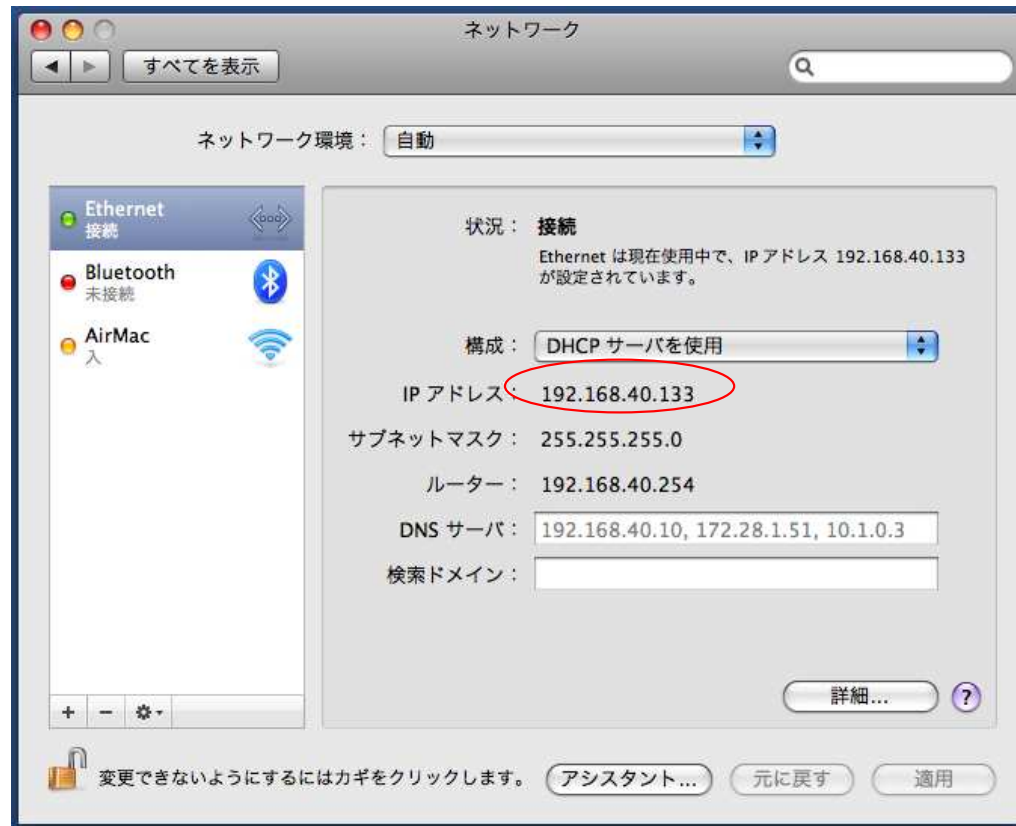 ネットワーク
すべてを表示
ネットワーク環境： 自動
Ethernet
接続
Bluetooth
未接続
AirMac
入
状況： 接続
Ethernet は現在使用中で、IP アドレス 192.168.40.133
が設定されています。
構成： DHCP サーバを使用
IP アドレス： 192.168.40.133
サブネットマスク： 255.255.255.0
ルーター： 192.168.40.254
DNS サーバ： 192.168.40.10, 172.28.1.51, 10.1.0.3
検索ドメイン：
詳細... ?
変更できないようにするにはカギをクリックします。 アシスタント... 元に戻す 適用